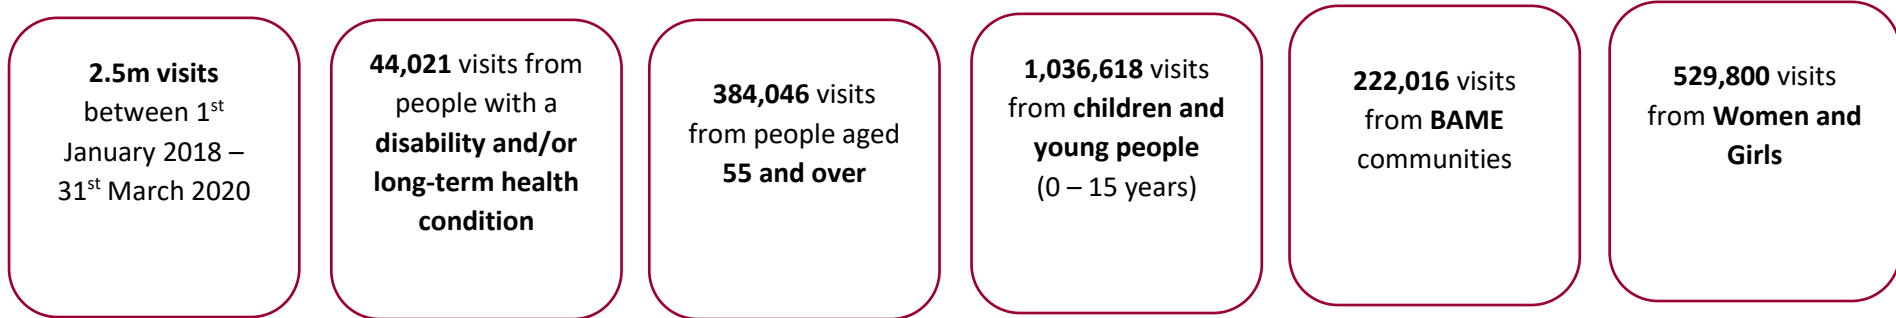 2.5m visits
between 1st
January 2018 –
31st March 2020
44,021 visits from
people with a
disability and/or
long-term health
condition
384,046 visits
from people aged
55 and over
1,036,618 visits
from children and
young people
(0 – 15 years)
222,016 visits
from BAME
communities
529,800 visits
from Women and
Girls